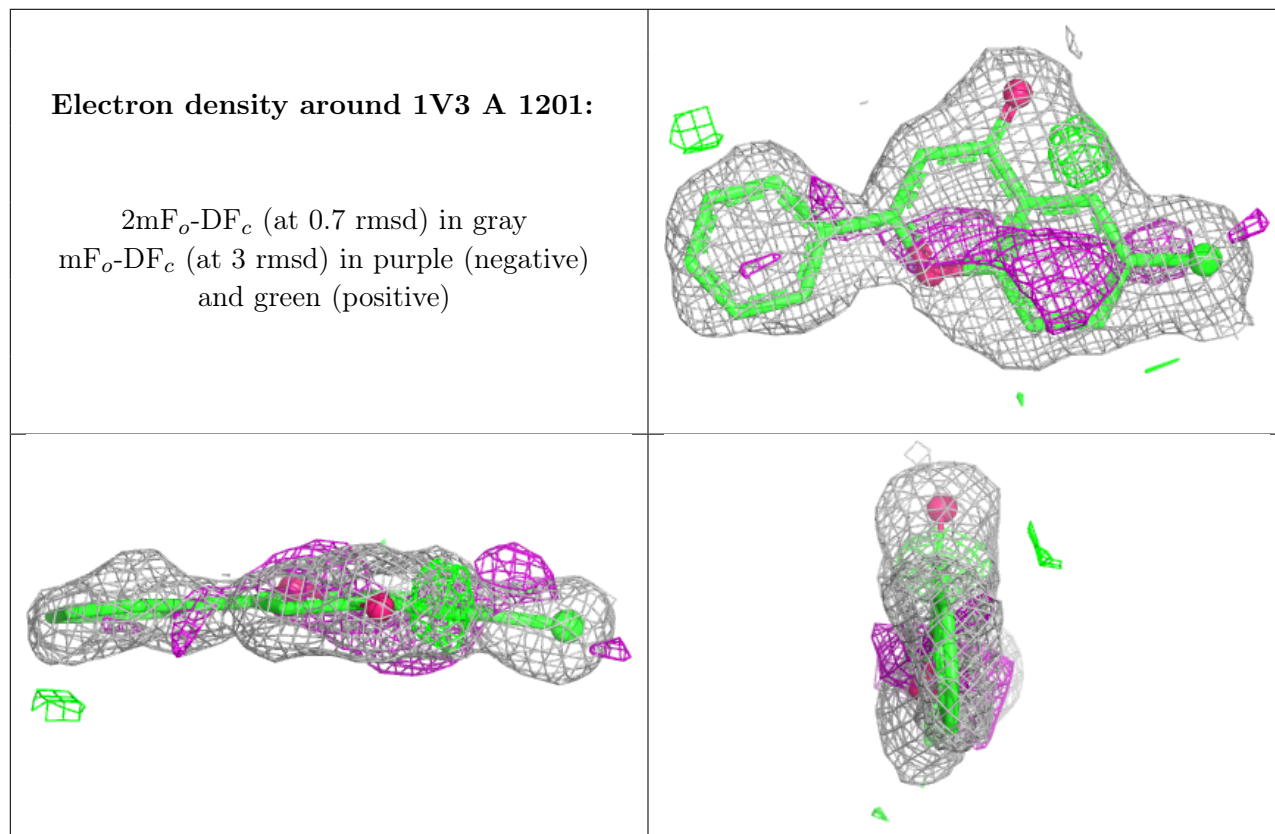 Electron density around 1V3 A 1201:
2mFₒ-DF𝒸 (at 0.7 rmsd) in gray
mFₒ-DF𝒸 (at 3 rmsd) in purple (negative)
and green (positive)